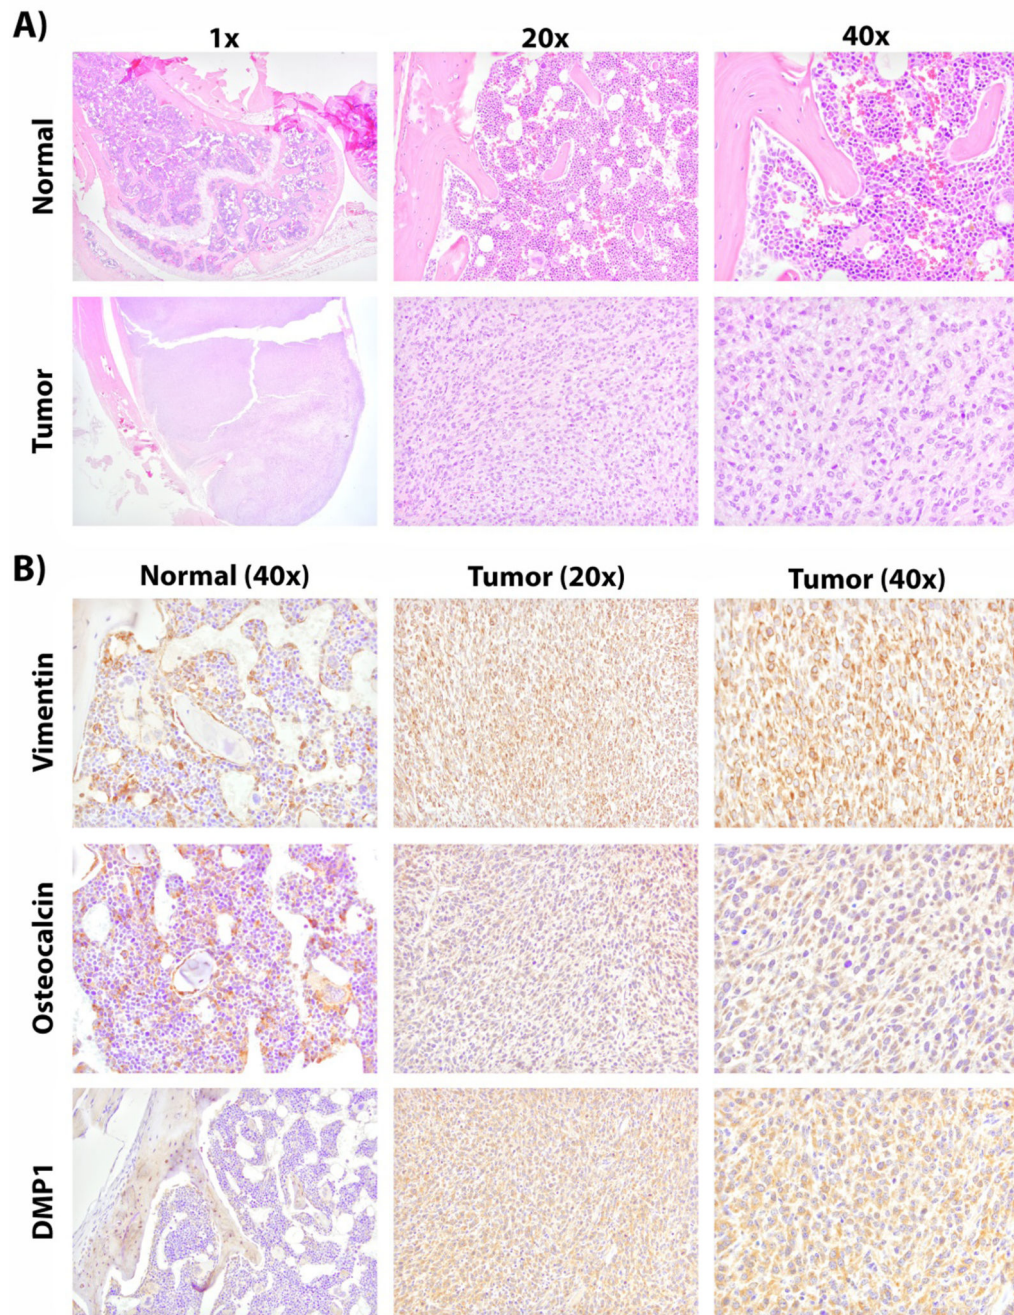 A)
1x 20x 40x
Normal
Tumor
B)
Normal (40x) Tumor (20x) Tumor (40x)
Vimentin
Osteocalcin
DMP1